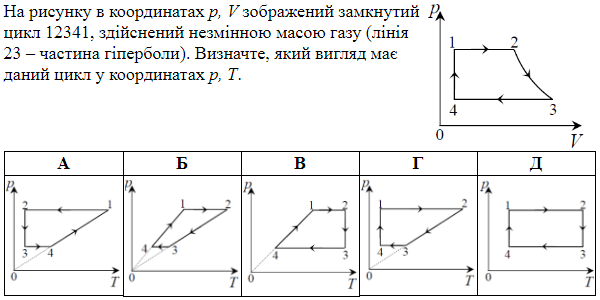 На рисунку в координатах p, V зображений замкнутий
цикл 12341, здійснений незмінною масою газу (лінія
23 – частина гіперболи). Визначте, який вигляд має
даний цикл у координатах p, T.
p
1 2
4 3
0 V
А Б В Г Д
p p p p p
2 1 1 2 1 2 1 2 1 2
3 4 4 3 4 3 4 3 4 3
0 T 0 T 0 T 0 T 0 T